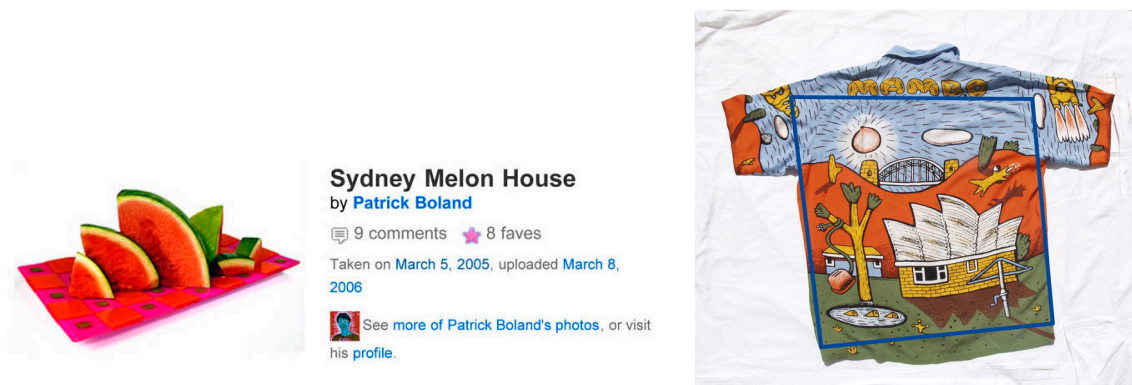 Sydney Melon House
by Patrick Boland
9 comments 8 faves
Taken on March 5, 2005, uploaded March 8,
2006
See more of Patrick Boland's photos, or visit
his profile.
MAMBO